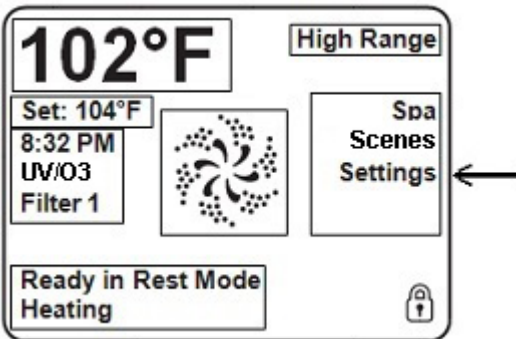 102°F
High Range
Set: 104°F
8:32 PM
UV/O3
Filter 1
Spa
Scenes
Settings
Ready in Rest Mode
Heating